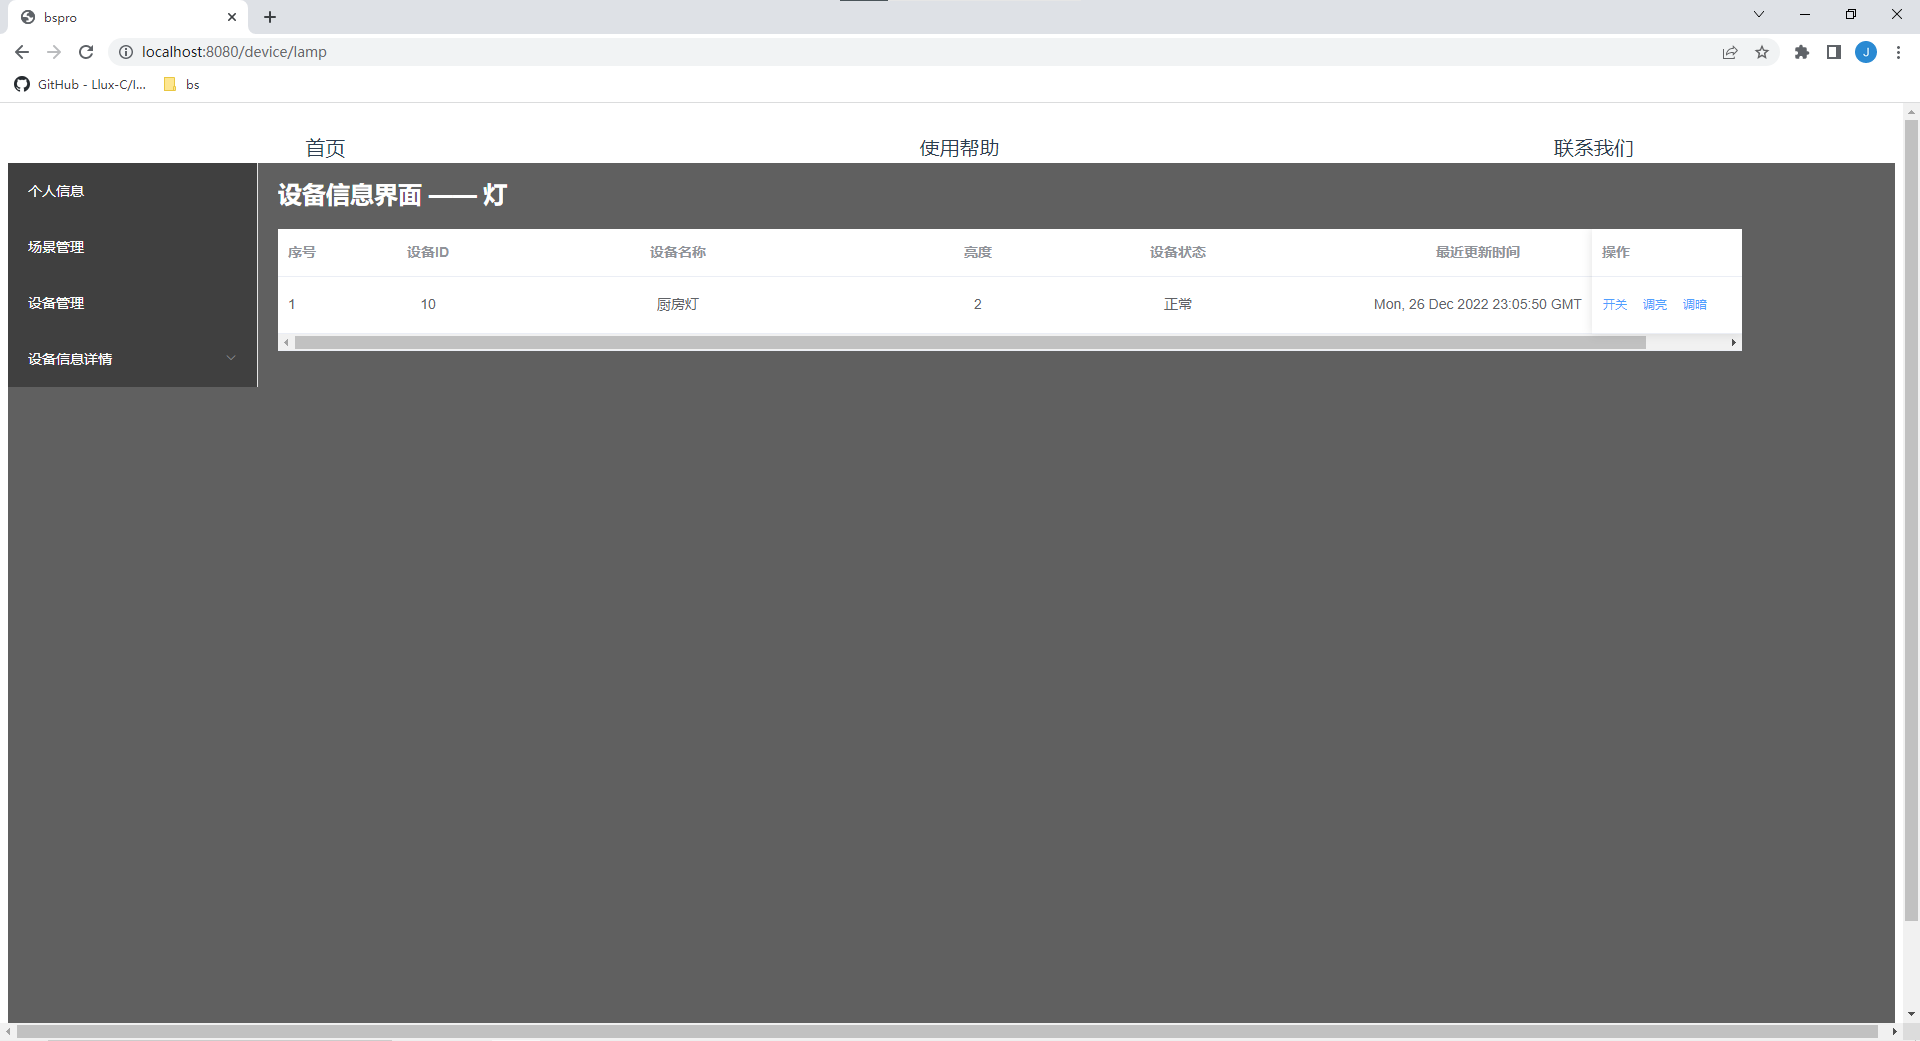 bspro
localhost:8080/device/lamp
J
GitHub - Llux-C/I...
bs
首页
使用帮助
联系我们
个人信息
场景管理
设备管理
设备信息详情
设备信息界面 —— 灯
序号 设备ID 设备名称 亮度 设备状态 最近更新时间 操作
1 10 厨房灯 2 正常 Mon, 26 Dec 2022 23:05:50 GMT 开关 调亮 调暗